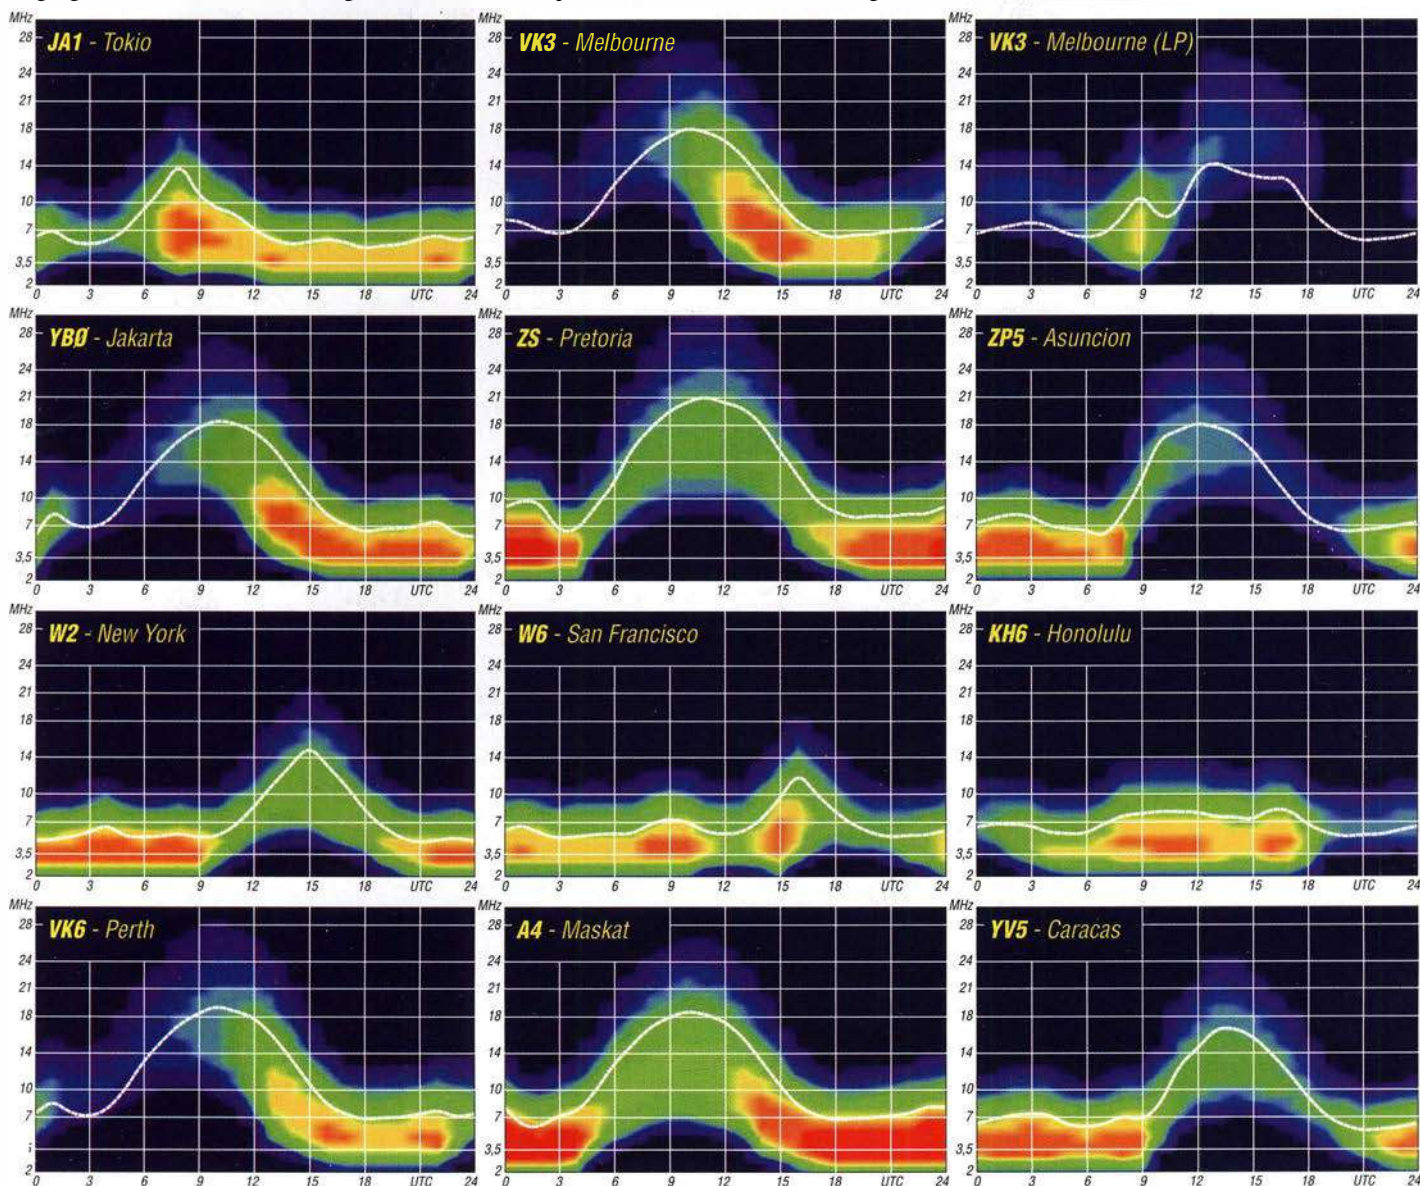 MHz
JA1 - Tokio
28
24
21
18
14
10
7
3,5
2
0 3 6 9 12 15 18 UTC 24
MHz
VK3 - Melbourne
28
24
21
18
14
10
7
3,5
2
0 3 6 9 12 15 18 UTC 24
MHz
VK3 - Melbourne (LP)
28
24
21
18
14
10
7
3,5
2
0 3 6 9 12 15 18 UTC 24
MHz
YBØ - Jakarta
28
24
21
18
14
10
7
3,5
2
0 3 6 9 12 15 18 UTC 24
MHz
ZS - Pretoria
28
24
21
18
14
10
7
3,5
2
0 3 6 9 12 15 18 UTC 24
MHz
ZP5 - Asuncion
28
24
21
18
14
10
7
3,5
2
0 3 6 9 12 15 18 UTC 24
MHz
W2 - New York
28
24
21
18
14
10
7
3,5
2
0 3 6 9 12 15 18 UTC 24
MHz
W6 - San Francisco
28
24
21
18
14
10
7
3,5
2
0 3 6 9 12 15 18 UTC 24
MHz
KH6 - Honolulu
28
24
21
18
14
10
7
3,5
2
0 3 6 9 12 15 18 UTC 24
MHz
VK6 - Perth
28
24
21
18
14
10
7
2
0 3 6 9 12 15 18 UTC 24
MHz
A4 - Maskat
28
24
21
18
14
10
7
3,5
2
0 3 6 9 12 15 18 UTC 24
MHz
YV5 - Caracas
28
24
21
18
14
10
7
3,5
2
0 3 6 9 12 15 18 UTC 24